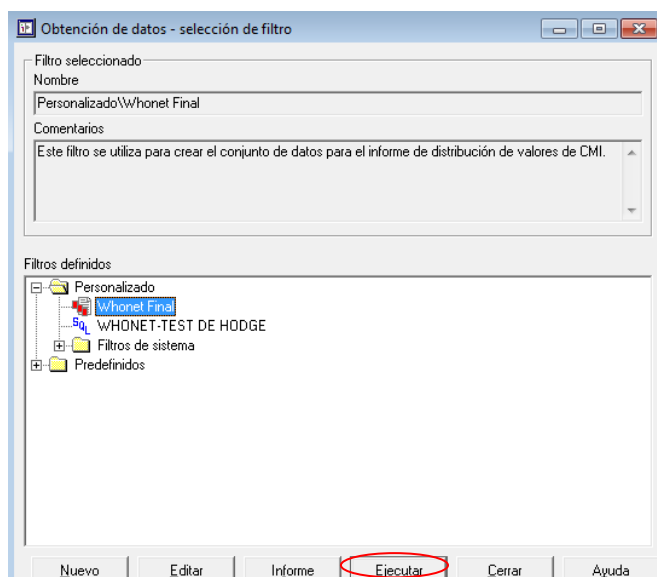 Obtención de datos - selección de filtro
Filtro seleccionado
Nombre
Personalizado\Whonet Final
Comentarios
Este filtro se utiliza para crear el conjunto de datos para el informe de distribución de valores de CMI.
Filtros definidos
Personalizado
Whonet Final
SQL WHONET-TEST DE HODGE
Filtros de sistema
Predefinidos
Nuevo Editar Informe Ejecutar Cerrar Ayuda